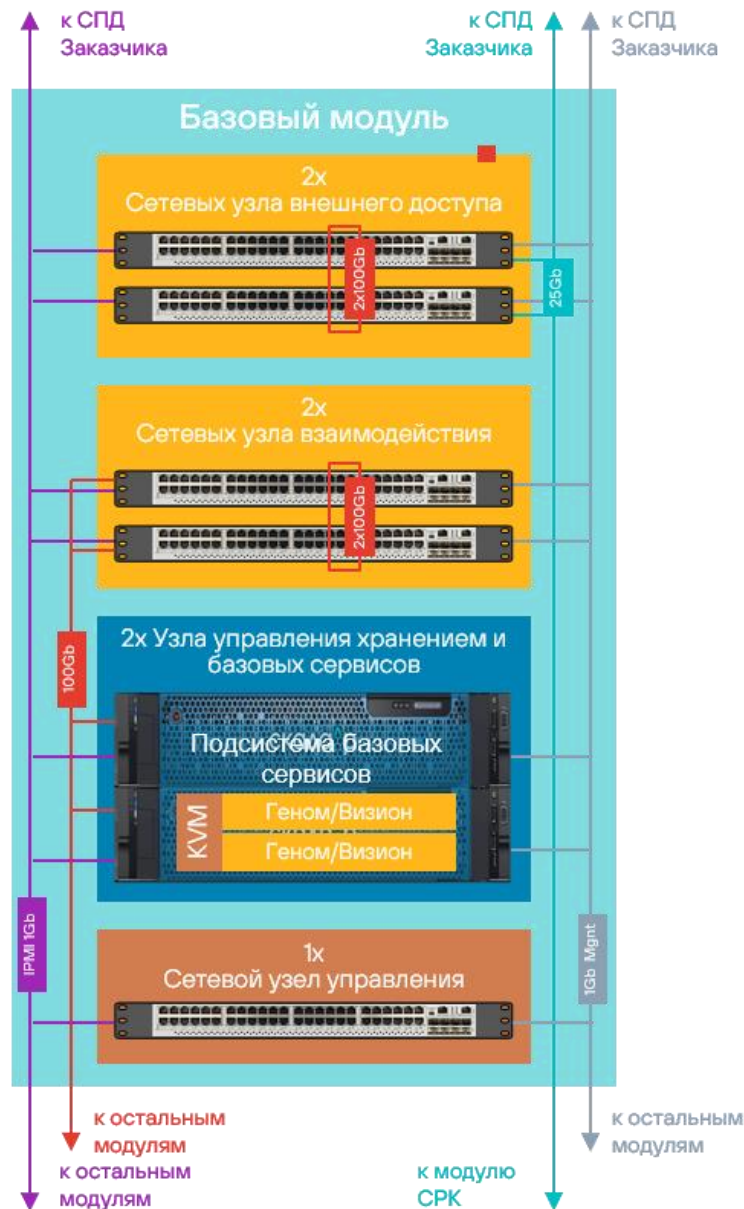 к СПД
Заказчика
к СПД
Заказчика
к СПД
Заказчика
Базовый модуль
2x
Сетевых узла внешнего доступа
2x100Gb
25Gb
2x
Сетевых узла взаимодействия
2x100Gb
100Gb
2x Узла управления хранением и
базовых сервисов
Подсистема базовых
сервисов
KVM
Геном/Визион
Геном/Визион
IPMI 1Gb
1Gb Mgnt
1x
Сетевой узел управления
к остальным
модулям
к остальным
модулям
к модулю
СРК
к остальным
модулям